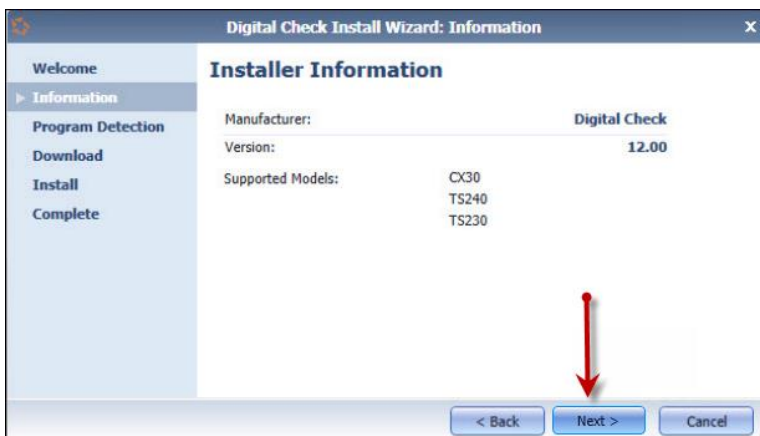 Digital Check Install Wizard: Information x
Welcome
Information
Program Detection
Download
Install
Complete
Installer Information
Manufacturer: Digital Check
Version: 12.00
Supported Models: CX30
TS240
TS230
< Back Next > Cancel